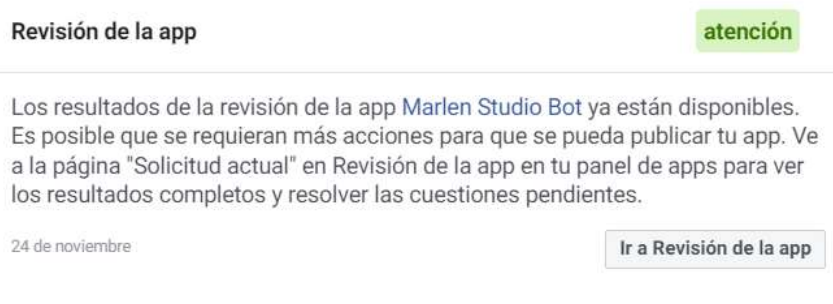 Revisión de la app
atención
Los resultados de la revisión de la app Marlen Studio Bot ya están disponibles.
Es posible que se requieran más acciones para que se pueda publicar tu app. Ve
a la página "Solicitud actual" en Revisión de la app en tu panel de apps para ver
los resultados completos y resolver las cuestiones pendientes.
24 de noviembre
Ir a Revisión de la app